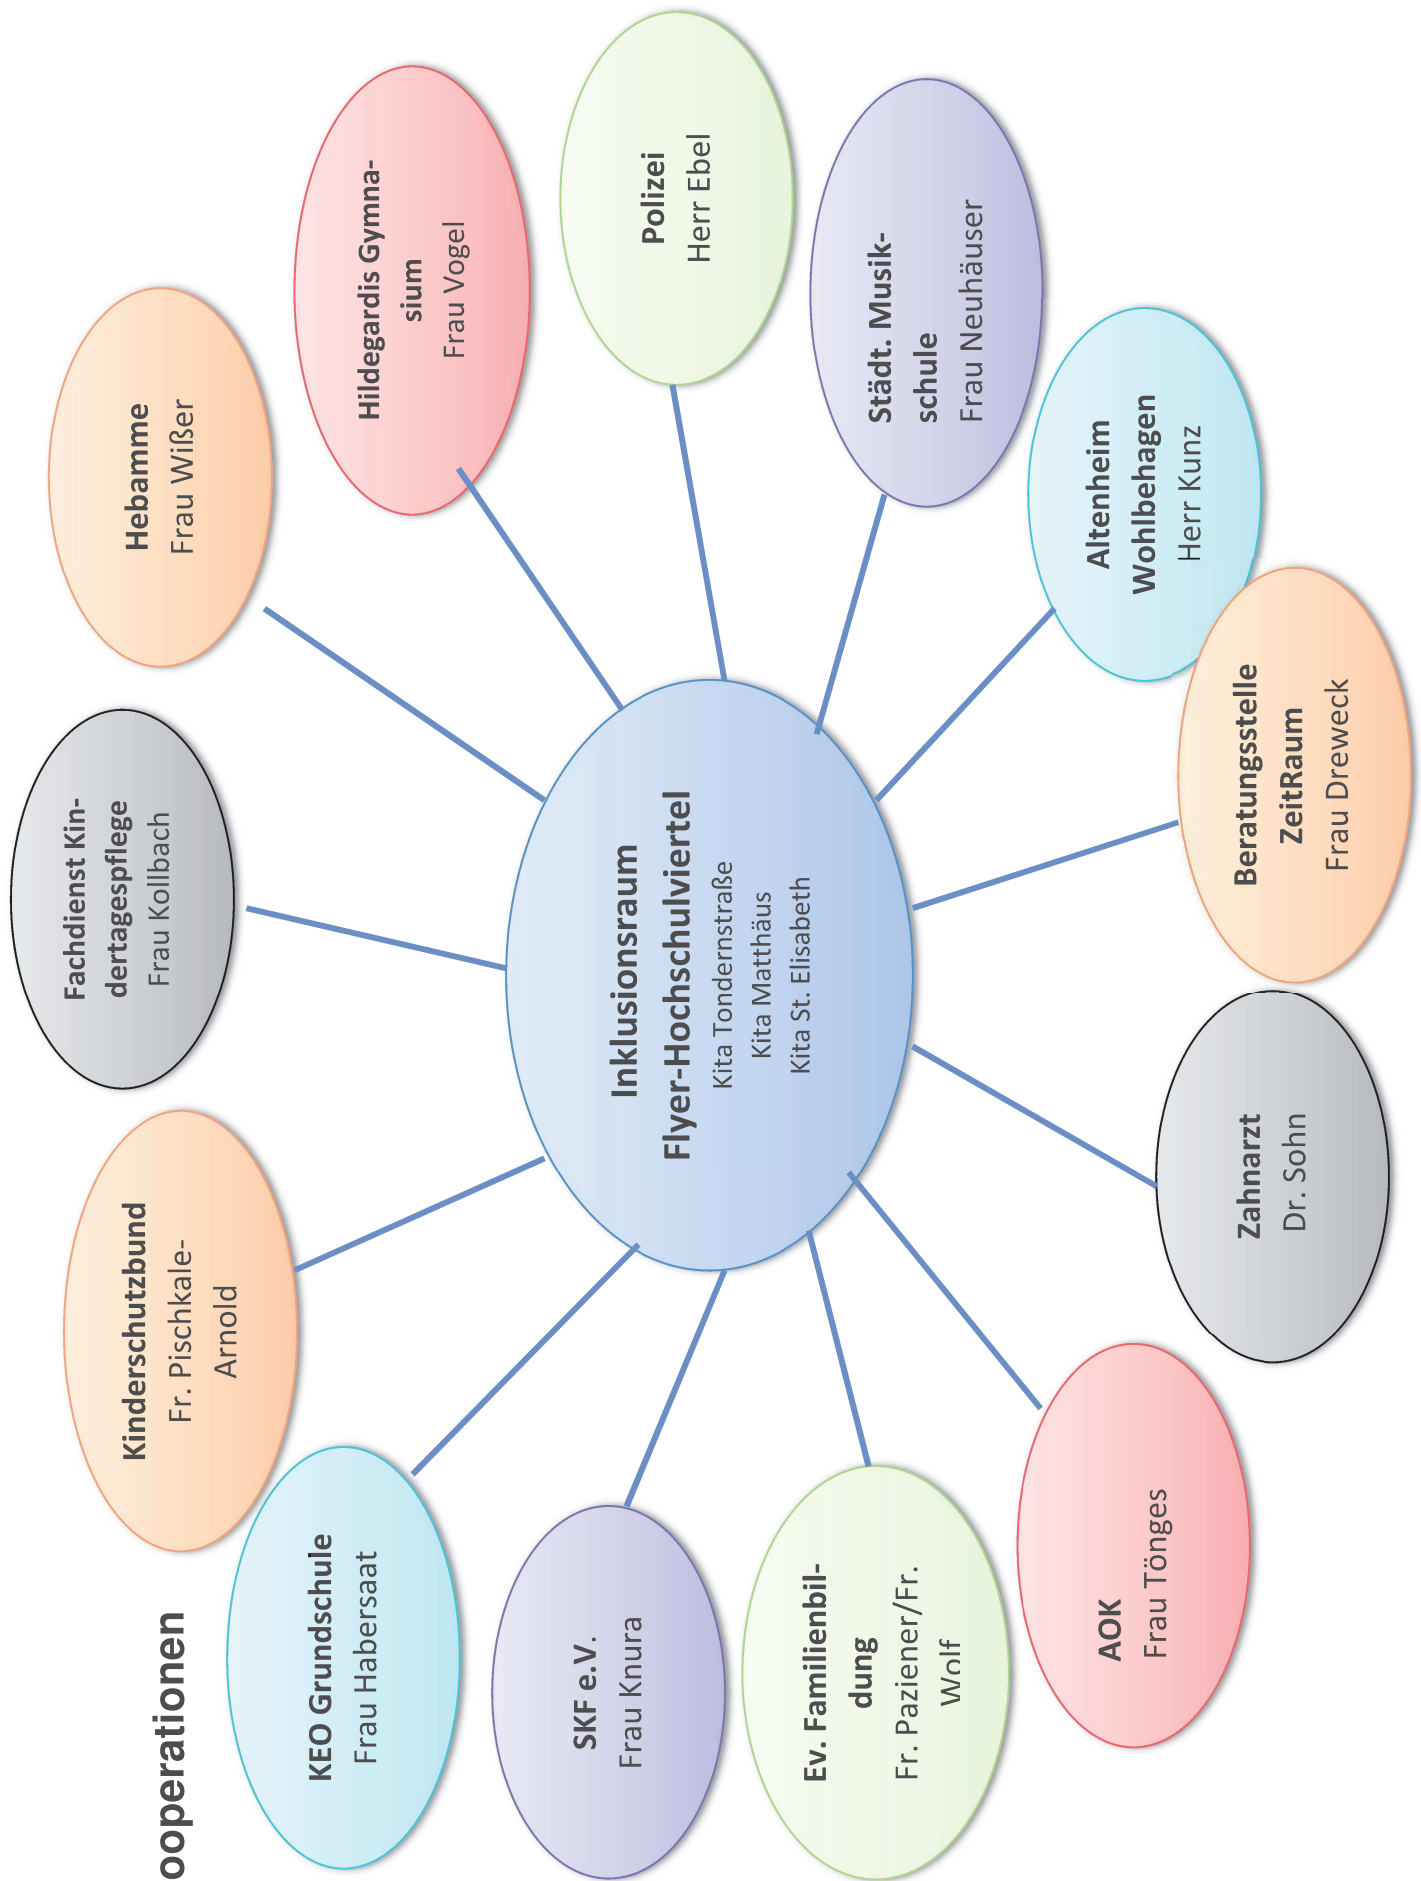 ooperationen
Kinderschutzbund
Fr. Pischkale-
Arnold
Fachdienst Kin-
dertagespflege
Frau Kollbach
Hebamme
Frau Wißer
Hildegardis Gymna-
sium
Frau Vogel
Polizei
Herr Ebel
Städt. Musik-
schule
Frau Neuhäuser
Altenheim
Wohlbehagen
Herr Kunz
Beratungsstelle
ZeitRaum
Frau Dreweck
Zahnarzt
Dr. Sohn
AOK
Frau Tönges
Ev. Familienbil-
dung
Fr. Paziener/Fr.
Wolf
SKF e.V.
Frau Knura
KEO Grundschule
Frau Habersaat
Inklusionsraum
Flyer-Hochschulviertel
Kita Tondernstraße
Kita Matthäus
Kita St. Elisabeth